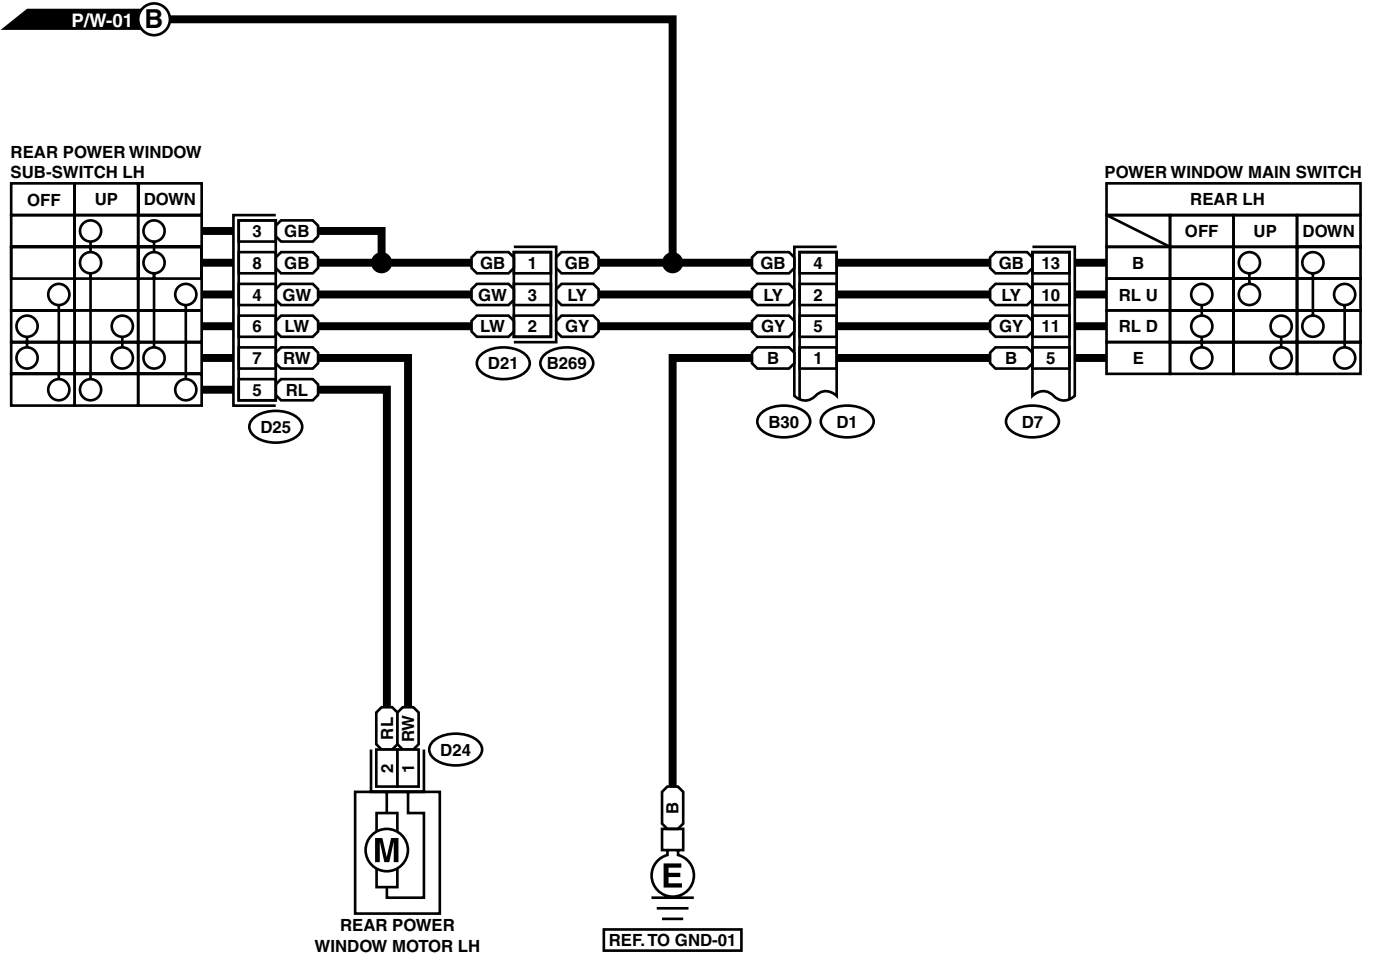 P/W-01 B
REAR POWER WINDOW
SUB-SWITCH LH
OFF UP DOWN
3 GB
8 GB
4 GW
6 LW
7 RW
5 RL
D25
GB 1 GB
GW 3 LY
LW 2 GY
D21 B269
GB 4
LY 2
GY 5
B 1
B30 D1
GB 13
LY 10
GY 11
B 5
D7
POWER WINDOW MAIN SWITCH
REAR LH
OFF UP DOWN
B
RL U
RL D
E
RL RW
2 1
D24
M
REAR POWER
WINDOW MOTOR LH
B
E
REF. TO GND-01